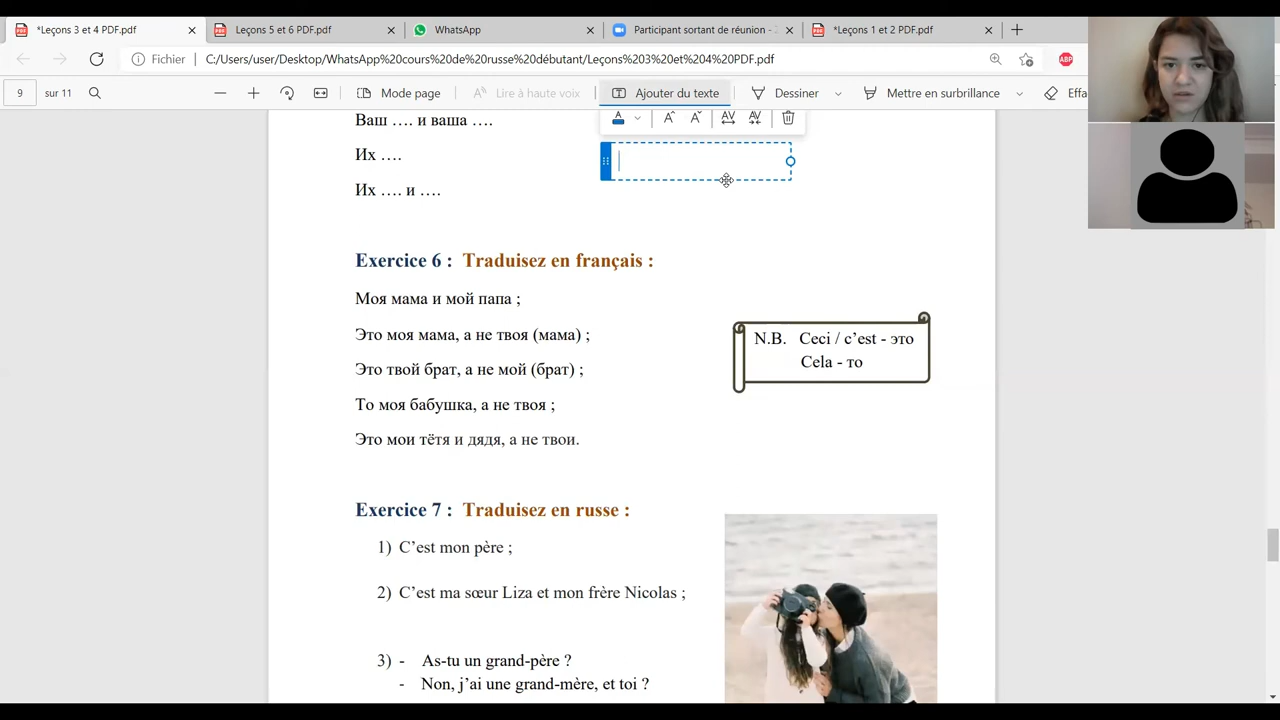 *Leçons 3 et 4 PDF.pdf
Leçons 5 et 6 PDF.pdf
WhatsApp
Participant sortant de réunion - 
*Leçons 1 et 2 PDF.pdf
Fichier C:/Users/user/Desktop/WhatsApp%20cours%20de%20russe%20débutant/Leçons%203%20et%204%20PDF.pdf
ABP
9 sur 11 Mode page Lire à haute voix Ajouter du texte Dessiner Mettre en surbrillance Effa
Ваш …. и ваша ….
Их ….
Их …. и ….
Exercice 6 : Traduisez en français :
Моя мама и мой папа ;
Это моя мама, а не твоя (мама) ;
Это твой брат, а не мой (брат) ;
То моя бабушка, а не твоя ;
Это мои тётя и дядя, а не твои.
N.B. Ceci / c’est - это
Cela - то
Exercice 7 : Traduisez en russe :
1) C’est mon père ;
2) C’est ma sœur Liza et mon frère Nicolas ;
3) - As-tu un grand-père ?
- Non, j’ai une grand-mère, et toi ?